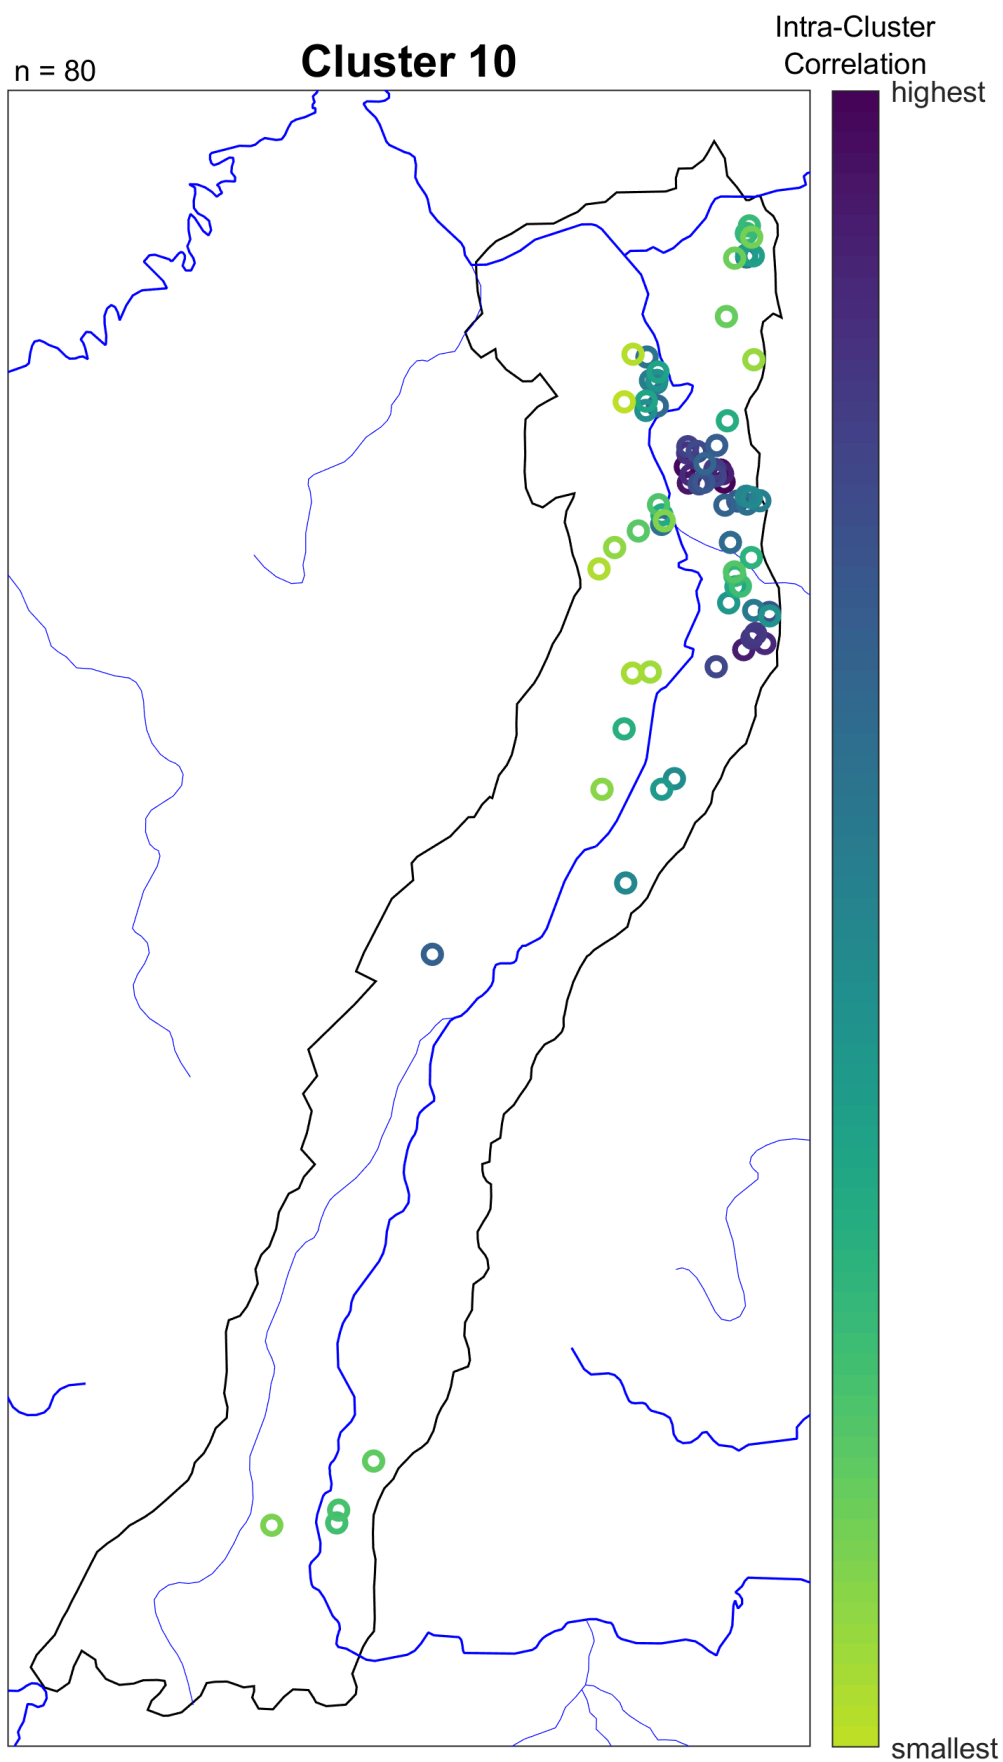 n = 80
Cluster 10
Intra-Cluster
Correlation
highest
smallest